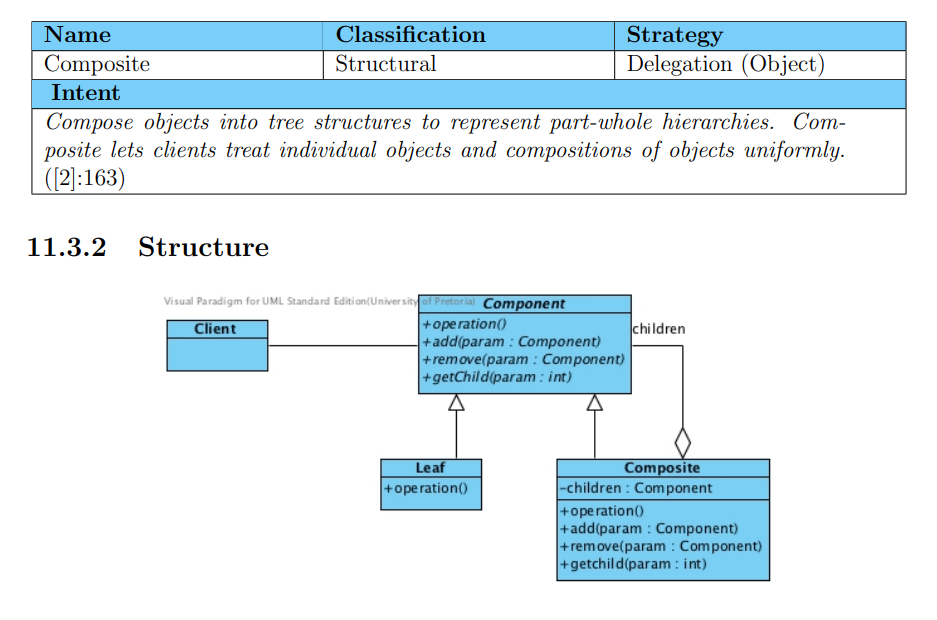 Name Classification Strategy
Composite Structural Delegation (Object)
Intent
Compose objects into tree structures to represent part-whole hierarchies. Com-
posite lets clients treat individual objects and compositions of objects uniformly.
([2]:163)
11.3.2 Structure
Visual Paradigm for UML Standard Edition(University of Pretoria)
Component
Client
+operation()
+add(param : Component)
+remove(param : Component)
+getChild(param : int)
children
Leaf
+operation()
Composite
-children : Component
+operation()
+add(param : Component)
+remove(param : Component)
+getchild(param : int)